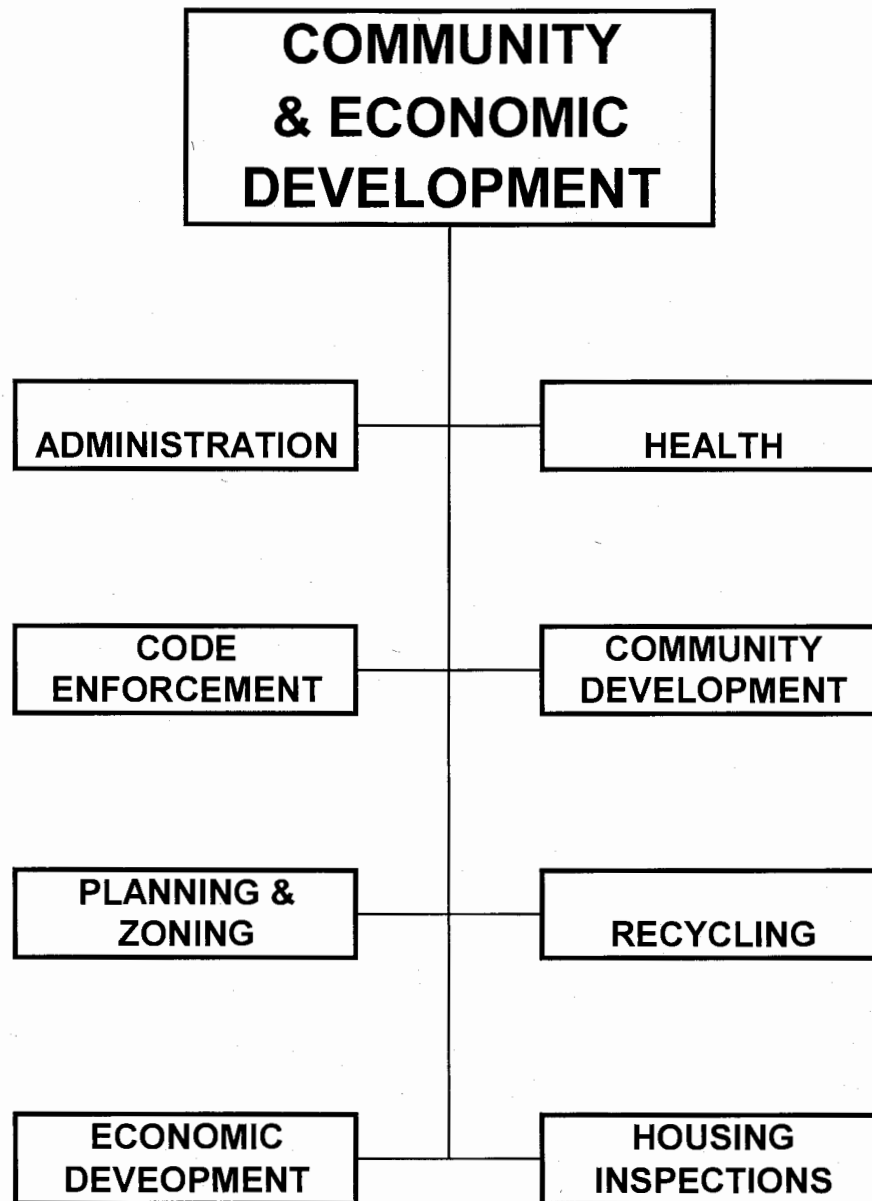 COMMUNITY
& ECONOMIC
DEVELOPMENT
ADMINISTRATION
HEALTH
CODE
ENFORCEMENT
COMMUNITY
DEVELOPMENT
PLANNING &
ZONING
RECYCLING
ECONOMIC
DEVEOPMENT
HOUSING
INSPECTIONS